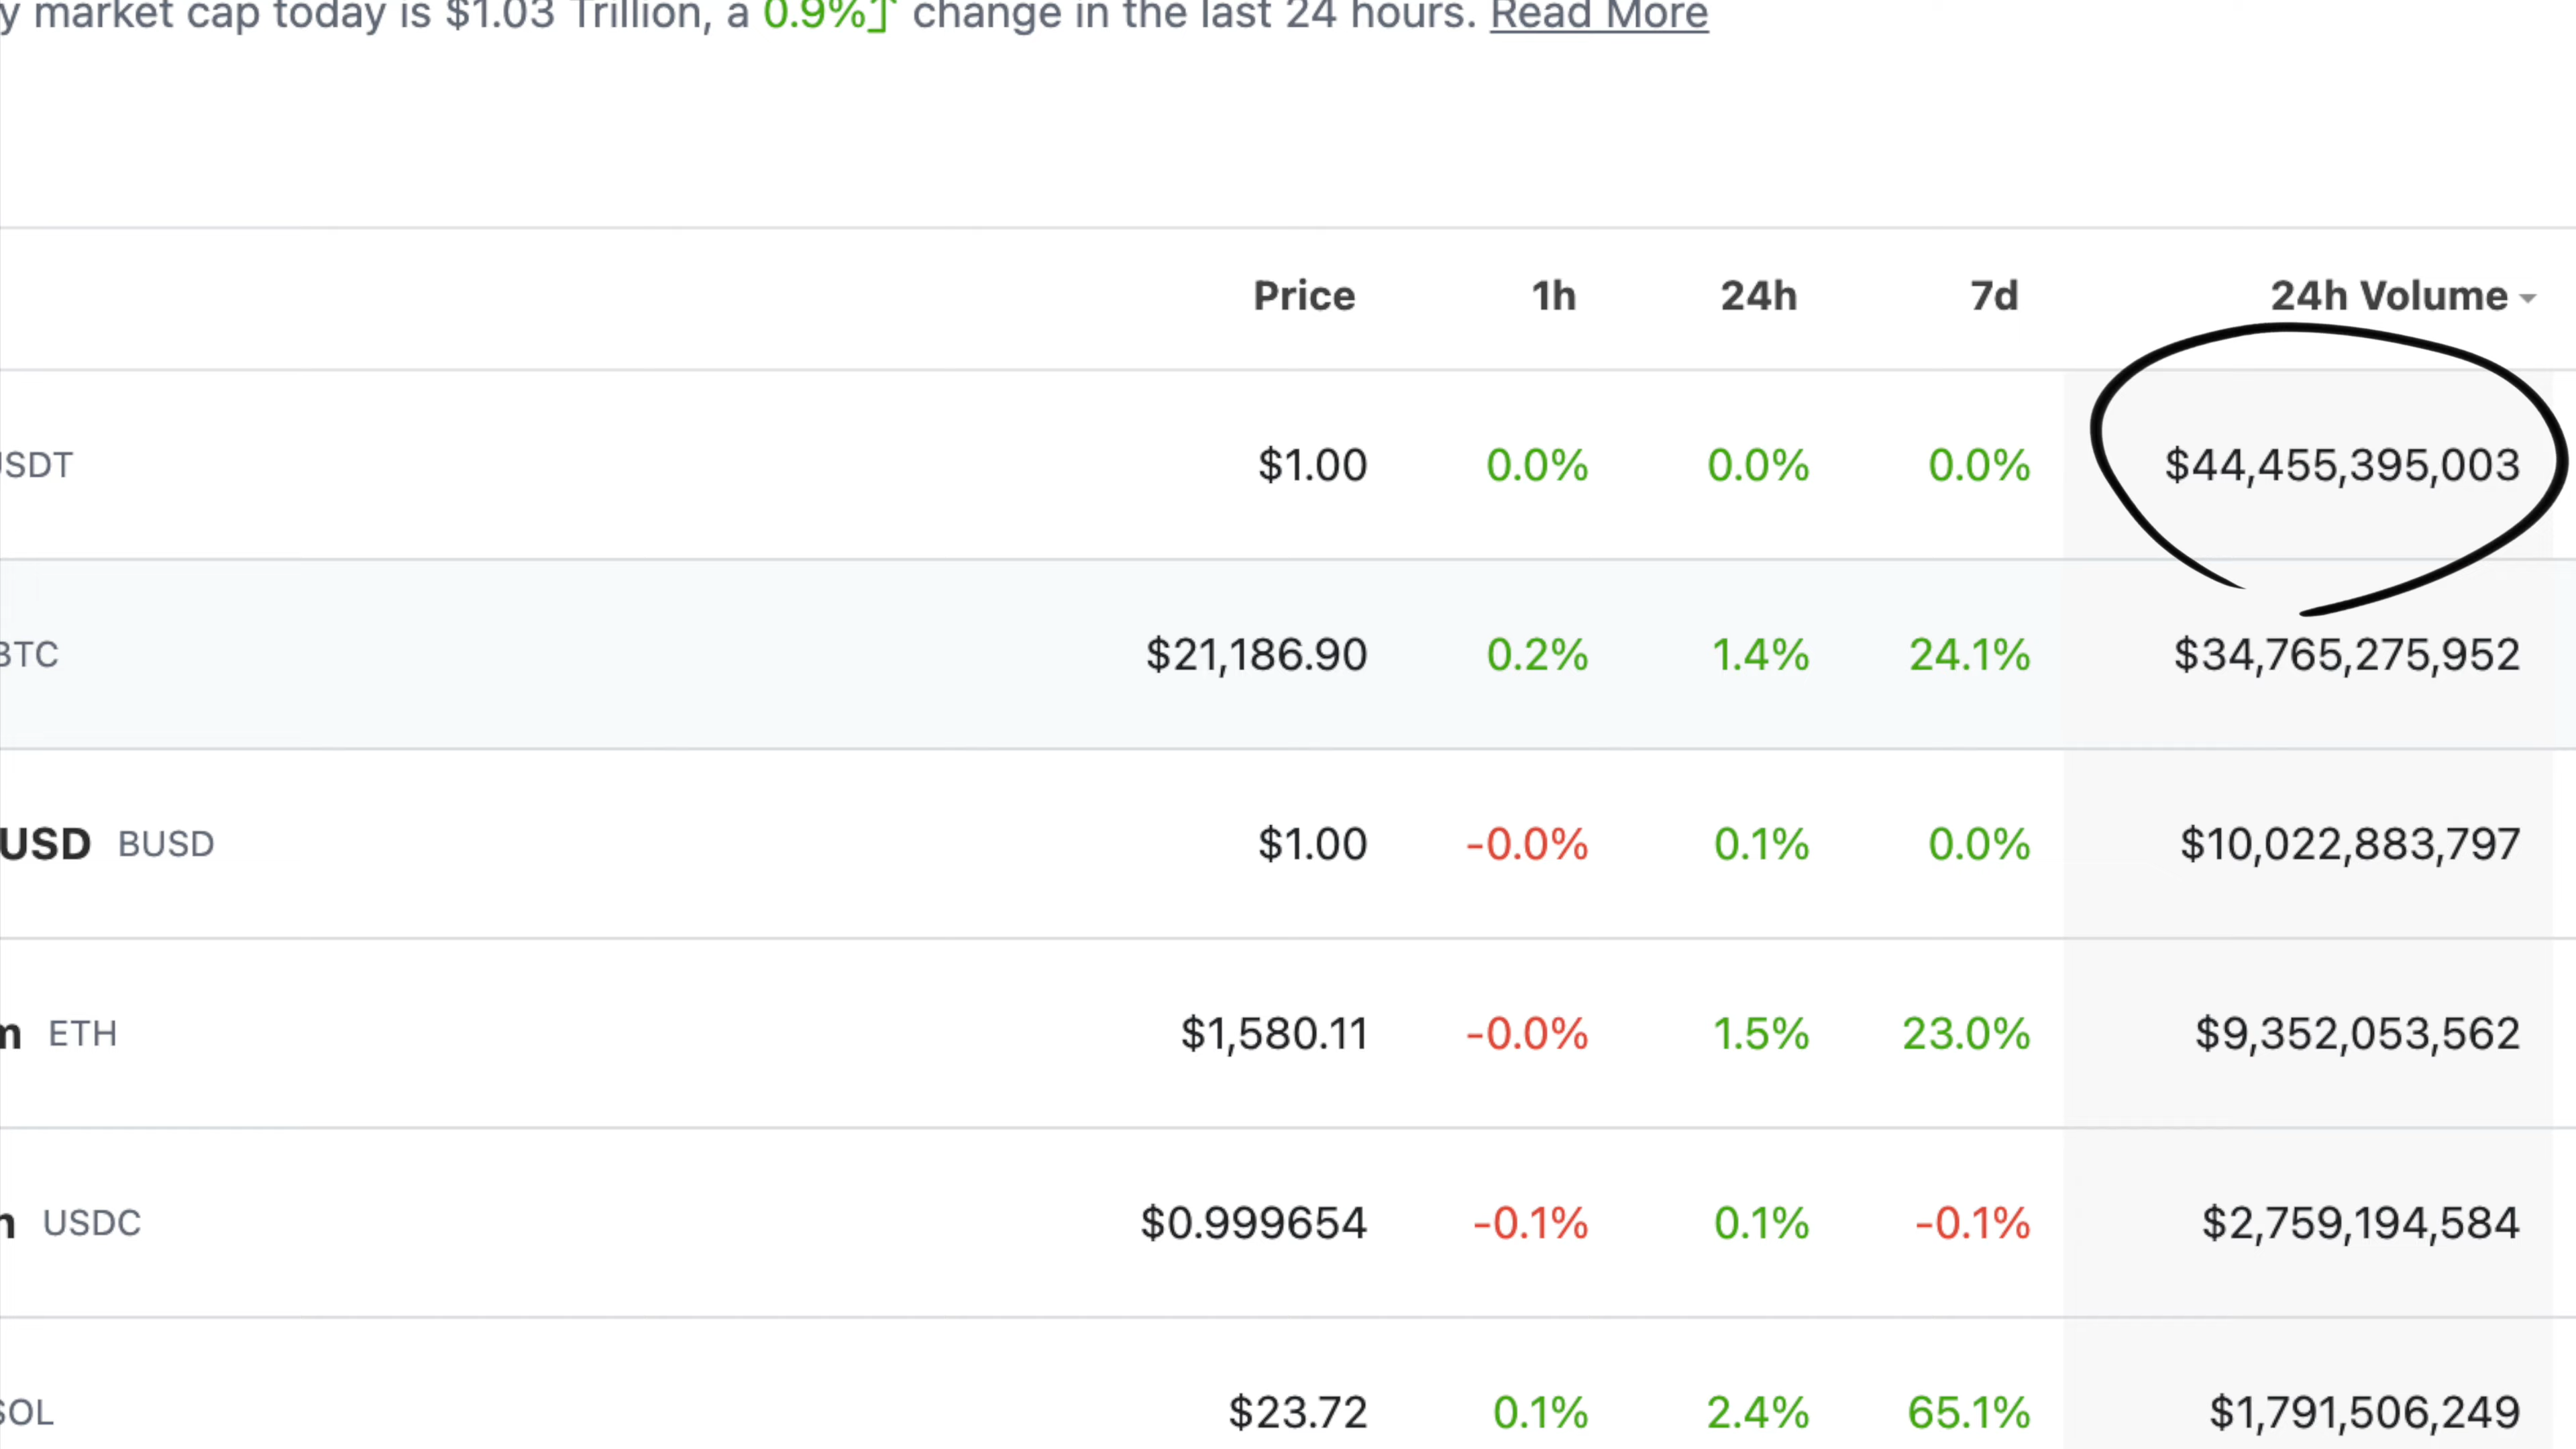 y market cap today is $1.03 Trillion, a 0.9% change in the last 24 hours. Read More
Price 1h 24h 7d 24h Volume
USDT $1.00 0.0% 0.0% 0.0% $44,455,395,003
BTC $21,186.90 0.2% 1.4% 24.1% $34,765,275,952
USD BUSD $1.00 -0.0% 0.1% 0.0% $10,022,883,797
m ETH $1,580.11 -0.0% 1.5% 23.0% $9,352,053,562
n USDC $0.999654 -0.1% 0.1% -0.1% $2,759,194,584
SOL $23.72 0.1% 2.4% 65.1% $1,791,506,249